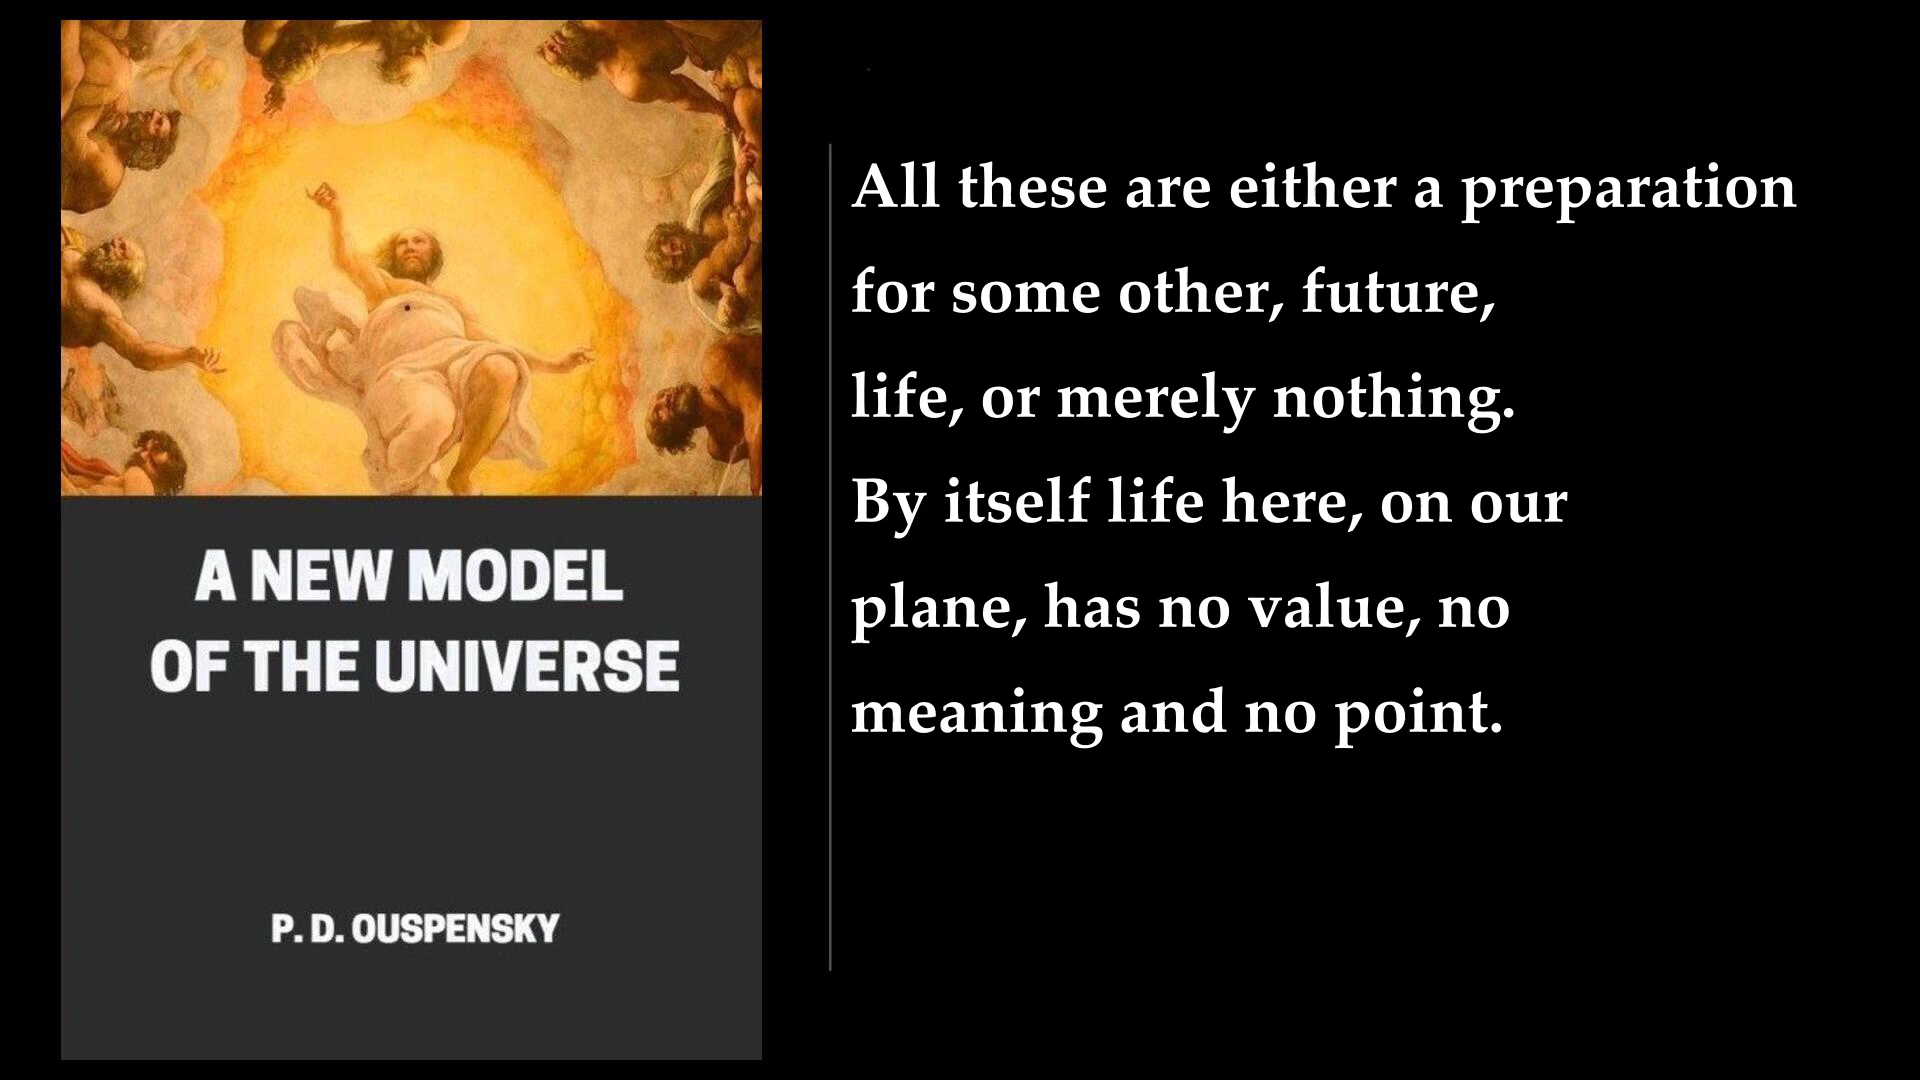 A NEW MODEL
OF THE UNIVERSE
P. D. OUSPENSKY
All these are either a preparation
for some other, future,
life, or merely nothing.
By itself life here, on our
plane, has no value, no
meaning and no point.